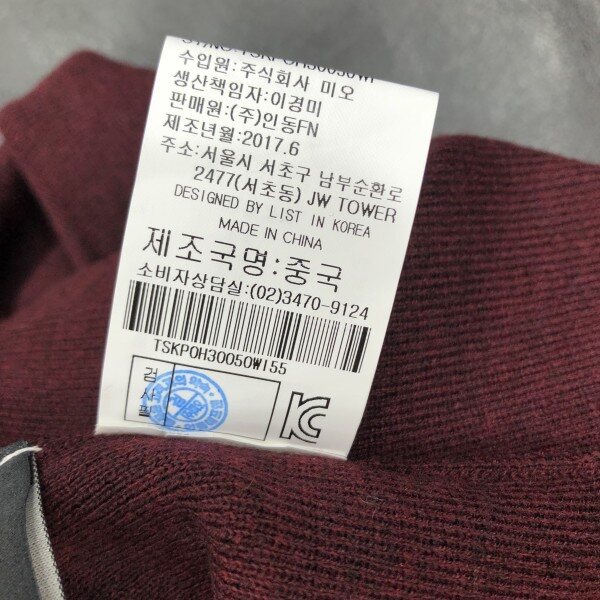 ST/NO:TSKPOH30050WI
수입원:주식회사 미오
생산책임자:이경미
판매원:(주)인동FN
제조년월:2017.6
주소:서울시 서초구 남부순환로
2477(서초동) JW TOWER
DESIGNED BY LIST IN KOREA
MADE IN CHINA
제조국명:중국
소비자상담실:(02)3470-9124
TSKPOH30050WI55
검
사
필